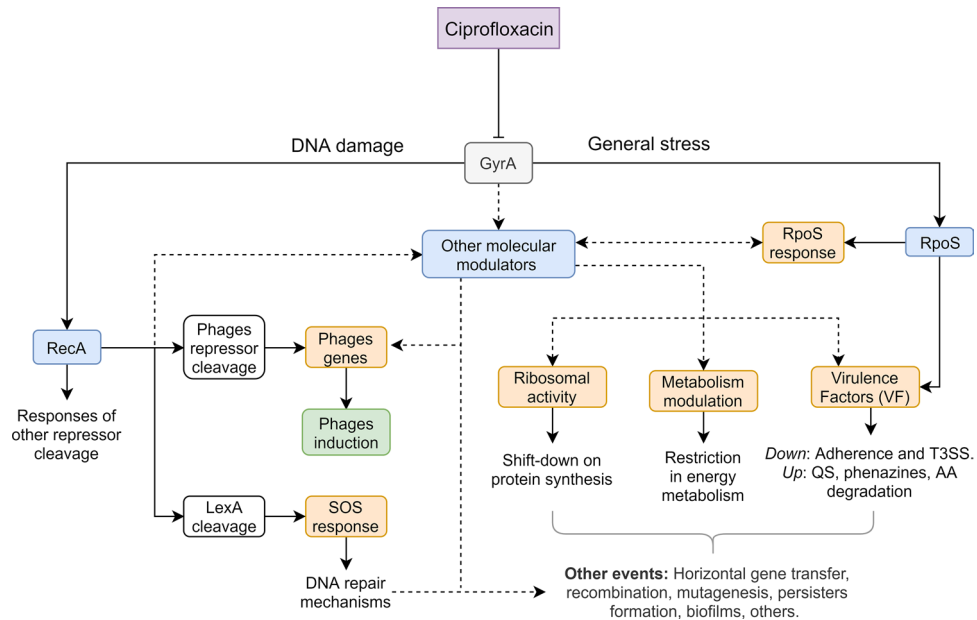 Ciprofloxacin
DNA damage
General stress
GyrA
Other molecular
modulators
RpoS
response
RpoS
RecA
Phages
repressor
cleavage
Phages
genes
Ribosomal
activity
Metabolism
modulation
Virulence
Factors (VF)
Responses of
other repressor
cleavage
Phages
induction
Shift-down on
protein synthesis
Restriction
in energy
metabolism
Down: Adherence and T3SS.
Up: QS, phenazines, AA
degradation
LexA
cleavage
SOS
response
DNA repair
mechanisms
Other events: Horizontal gene transfer,
recombination, mutagenesis, persisters
formation, biofilms, others.